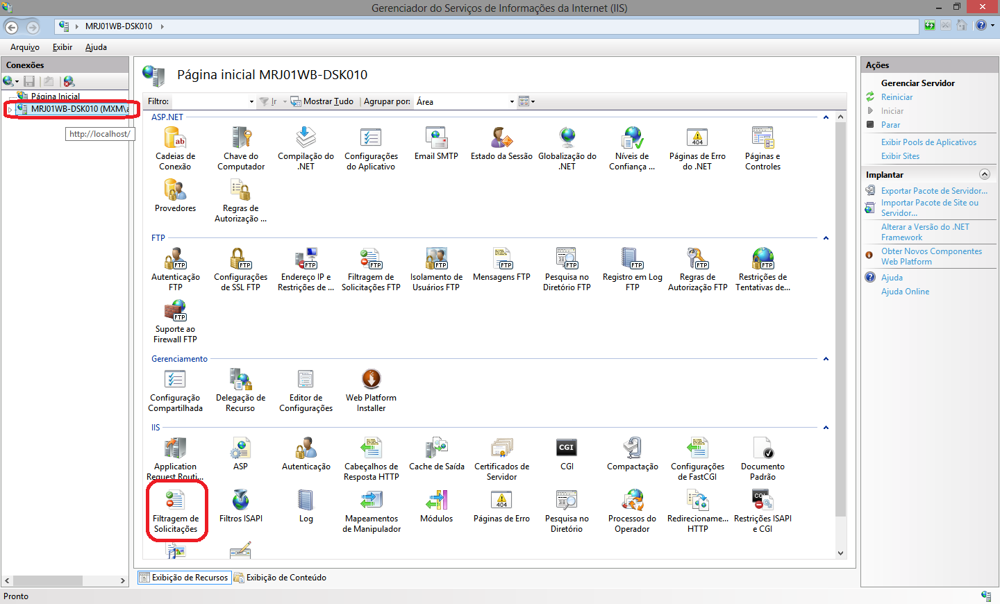 Gerenciador do Serviços de Informações da Internet (IIS)
MRJ01WB-DSK010
Arquivo Exibir Ajuda
Conexões
Página Inicial
MRJ01WB-DSK010 (MXM\a
http://localhost/
Página inicial MRJ01WB-DSK010
Filtro: Ir Mostrar Tudo Agrupar por: Área
ASP.NET
Cadeias de
Conexão
Chave do
Computador
Compilação do
.NET
Configurações
do Aplicativo
Email SMTP
Estado da Sessão
Globalização do
.NET
Níveis de
Confiança ...
Páginas de Erro
do .NET
Páginas e
Controles
Provedores
Regras de
Autorização ...
FTP
Autenticação
FTP
Configurações
de SSL FTP
Endereço IP e
Restrições de ...
Filtragem de
Solicitações FTP
Isolamento de
Usuários FTP
Mensagens FTP
Pesquisa no
Diretório FTP
Registro em Log
FTP
Regras de
Autorização FTP
Restrições de
Tentativas de...
Suporte ao
Firewall FTP
Gerenciamento
Configuração
Compartilhada
Delegação de
Recurso
Editor de
Configurações
Web Platform
Installer
IIS
Application
Request Routi...
ASP
Autenticação
Cabeçalhos de
Resposta HTTP
Cache de Saída
Certificados de
Servidor
CGI
Compactação
Configurações
de FastCGI
Documento
Padrão
Filtragem de
Solicitações
Filtros ISAPI
Log
Mapeamentos
de Manipulador
Módulos
Páginas de Erro
Pesquisa no
Diretório
Processos do
Operador
Redirecioname...
HTTP
Restrições ISAPI
e CGI
Exibição de Recursos
Exibição de Conteúdo
Ações
Gerenciar Servidor
Reiniciar
Iniciar
Parar
Exibir Pools de Aplicativos
Exibir Sites
Implantar
Exportar Pacote de Servidor...
Importar Pacote de Site ou
Servidor...
Alterar a Versão do .NET
Framework
Obter Novos Componentes
Web Platform
Ajuda
Ajuda Online
Pronto